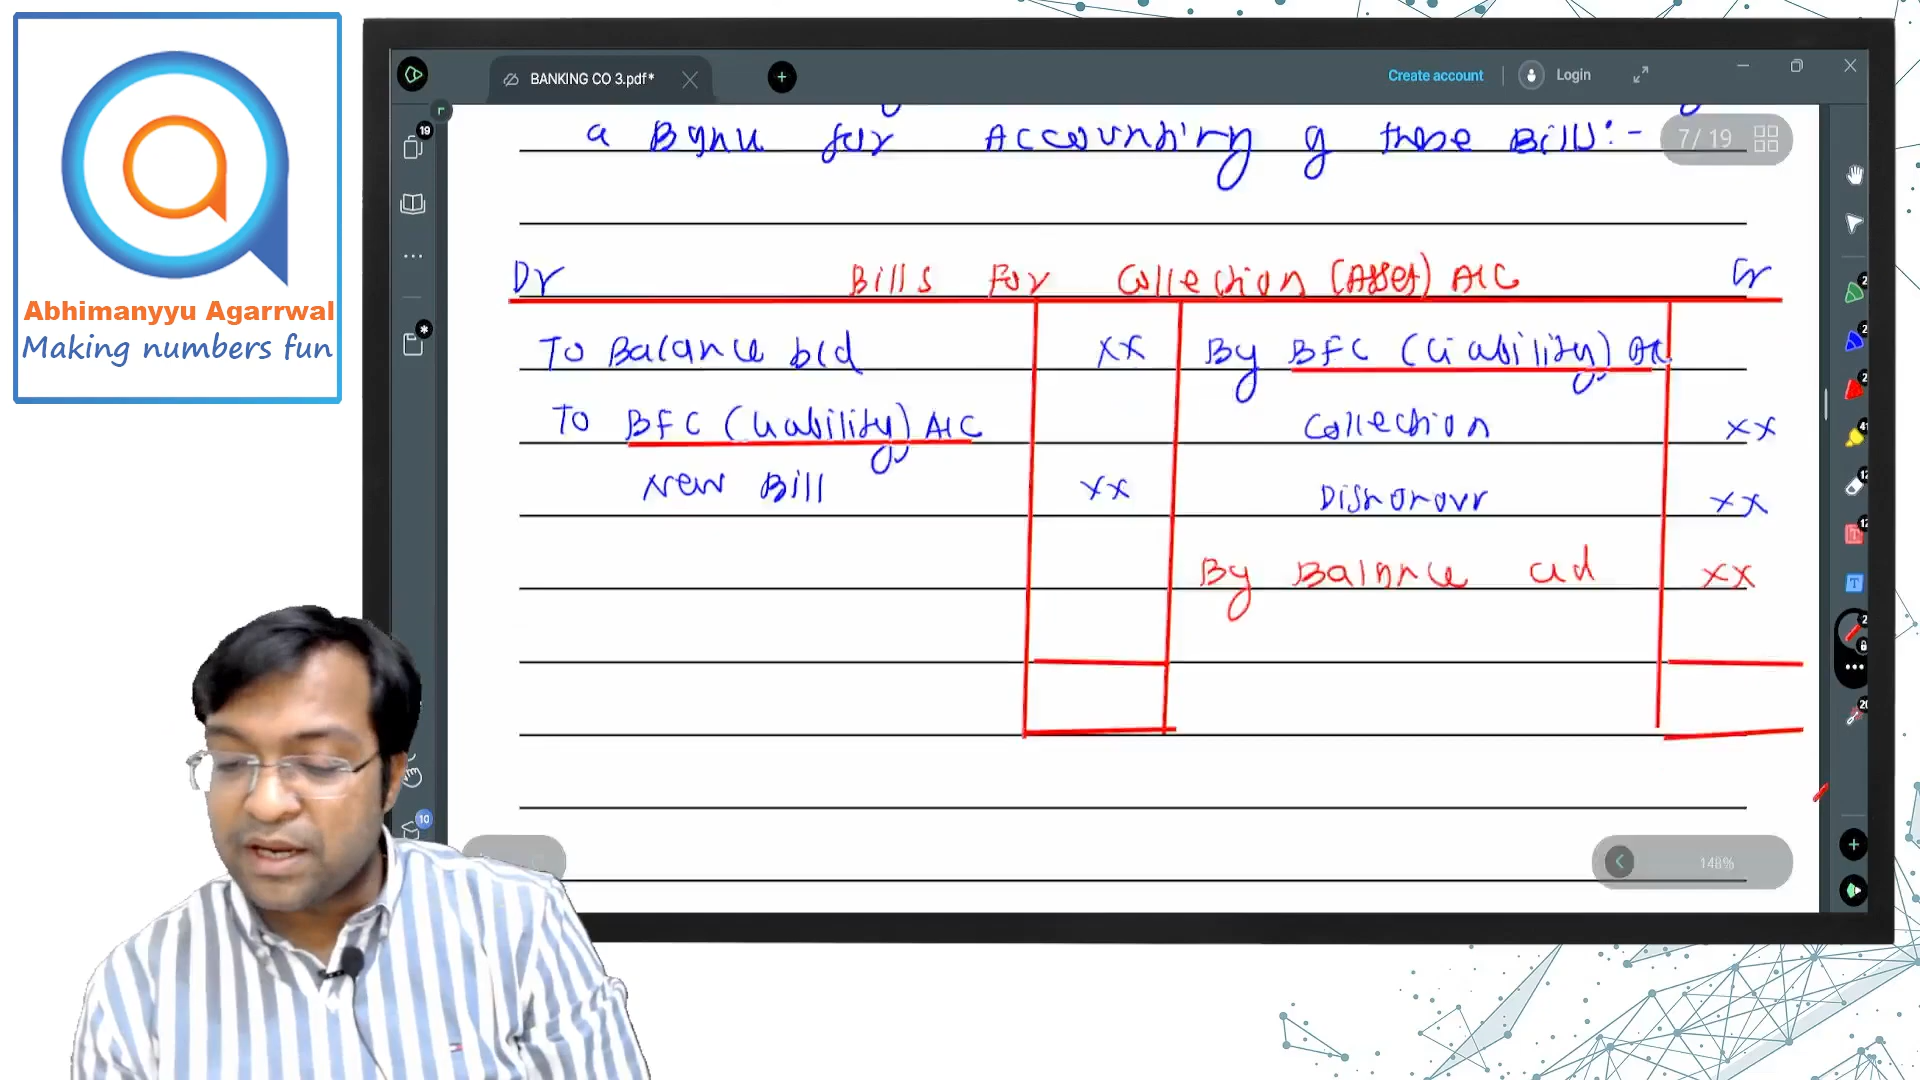 Abhimanyyu Agarrwal
Making numbers fun
BANKING CO 3.pdf*
Create account
Login
19
7/19
a Bank for Accounting of these Bills:-
Dr Bills For Collection (Asset) A/C Cr
To Balance b/d xx By BFC (Liability) A/C
To BFC (Liability) A/C Collection xx
New Bill xx Dishonour xx
By Balance c/d xx
10
148%